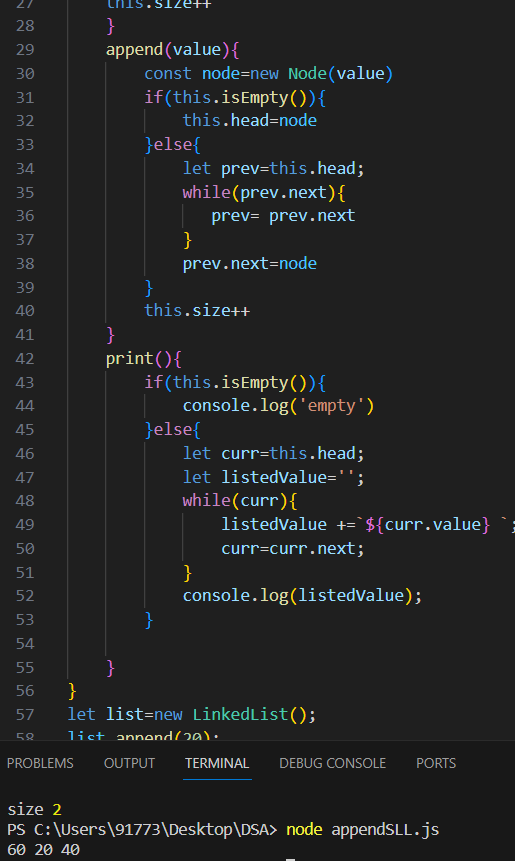 27 this.size++
28 }
29 append(value){
30 const node=new Node(value)
31 if(this.isEmpty()){
32 this.head=node
33 }else{
34 let prev=this.head;
35 while(prev.next){
36 prev= prev.next
37 }
38 prev.next=node
39 }
40 this.size++
41 }
42 print(){
43 if(this.isEmpty()){
44 console.log('empty')
45 }else{
46 let curr=this.head;
47 let listedValue='';
48 while(curr){
49 listedValue +=`${curr.value} `;
50 curr=curr.next;
51 }
52 console.log(listedValue);
53 }
54
55 }
56 }
57 let list=new LinkedList();
58 list.append(20);
PROBLEMS OUTPUT TERMINAL DEBUG CONSOLE PORTS
size 2
PS C:\Users\91773\Desktop\DSA> node appendSLL.js
60 20 40